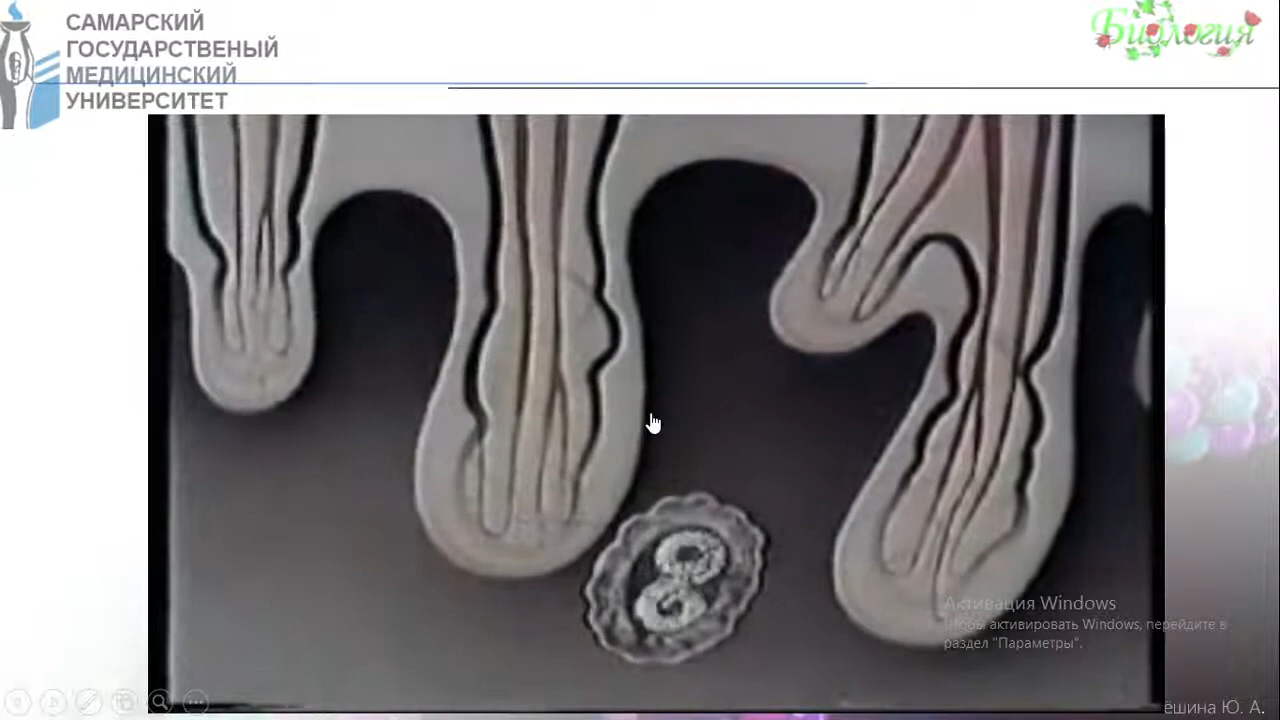 САМАРСКИЙ
ГОСУДАРСТВЕНЫЙ
МЕДИЦИНСКИЙ
УНИВЕРСИТЕТ
Биология
Активация Windows
Чтобы активировать Windows, перейдите в
раздел "Параметры".
ёшина Ю. А.